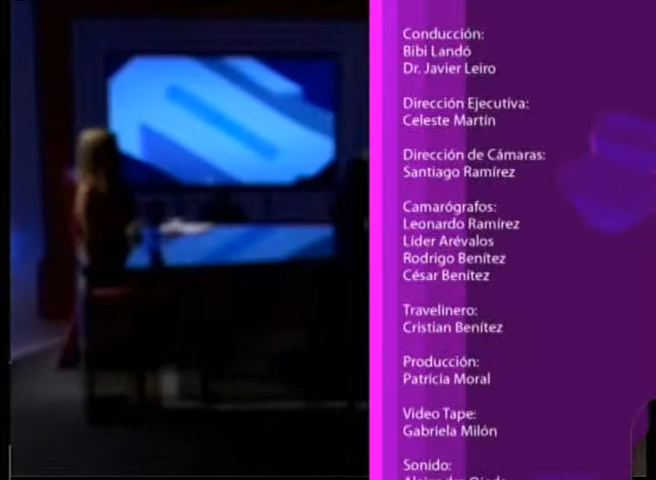 Conducción:
Bibi Landó
Dr. Javier Leiro
Dirección Ejecutiva:
Celeste Martín
Dirección de Cámaras:
Santiago Ramírez
Camarógrafos:
Leonardo Ramírez
Líder Arévalos
Rodrigo Benítez
César Benítez
Travelinero:
Cristian Benítez
Producción:
Patricia Moral
Video Tape:
Gabriela Milón
Sonido: